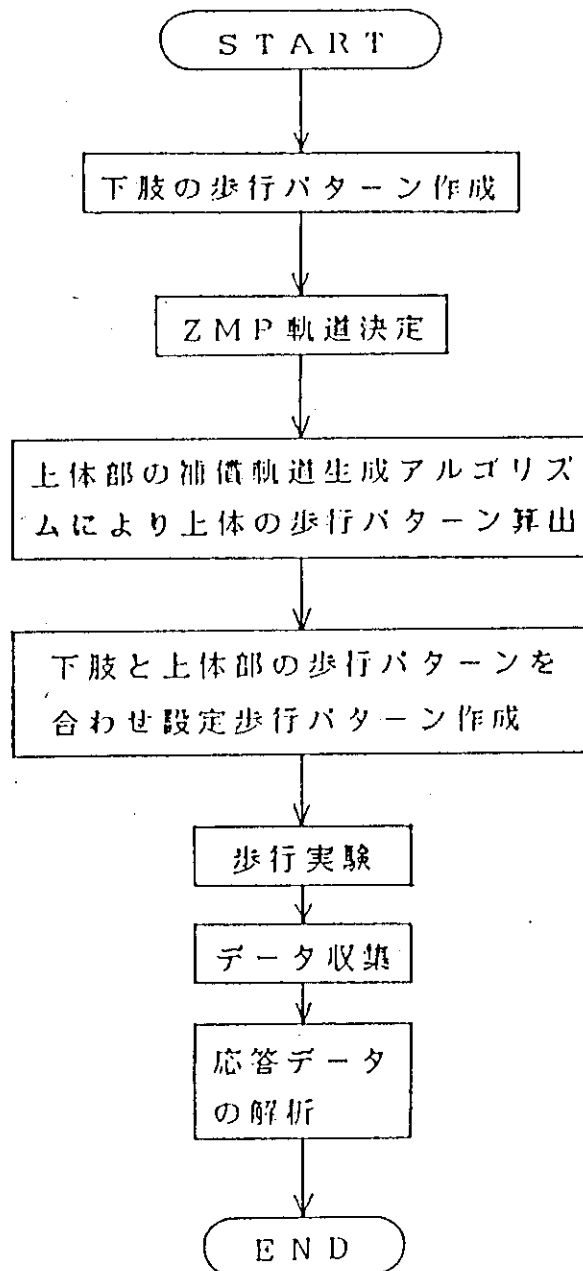 START
下肢の歩行パターン作成
ZMP軌道決定
上体部の補償軌道生成アルゴリズ
ムにより上体の歩行パターン算出
下肢と上体部の歩行パターンを
合わせ設定歩行パターン作成
歩行実験
データ収集
応答データ
の解析
END